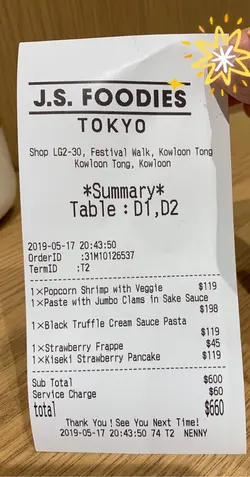 J.S. FOODIES
TOKYO
Shop LG2-30, Festival Walk, Kowloon Tong
Kowloon Tong, Kowloon
*Summary*
Table : D1,D2
2019-05-17 20:43:50
OrderID :31M10126537
TermID :T2
1×Popcorn Shrimp with Veggie $119
1×Paste with Jumbo Clams in Sake Sauce
$198
1×Black Truffle Cream Sauce Pasta
$119
1×Strawberry Frappe $45
1×Kiseki Strawberry Pancake $119
Sub Total $600
Service Charge $60
total $660
Thank You ! See You Next Time!
2019-05-17 20:43:50 74 T2 NENNY